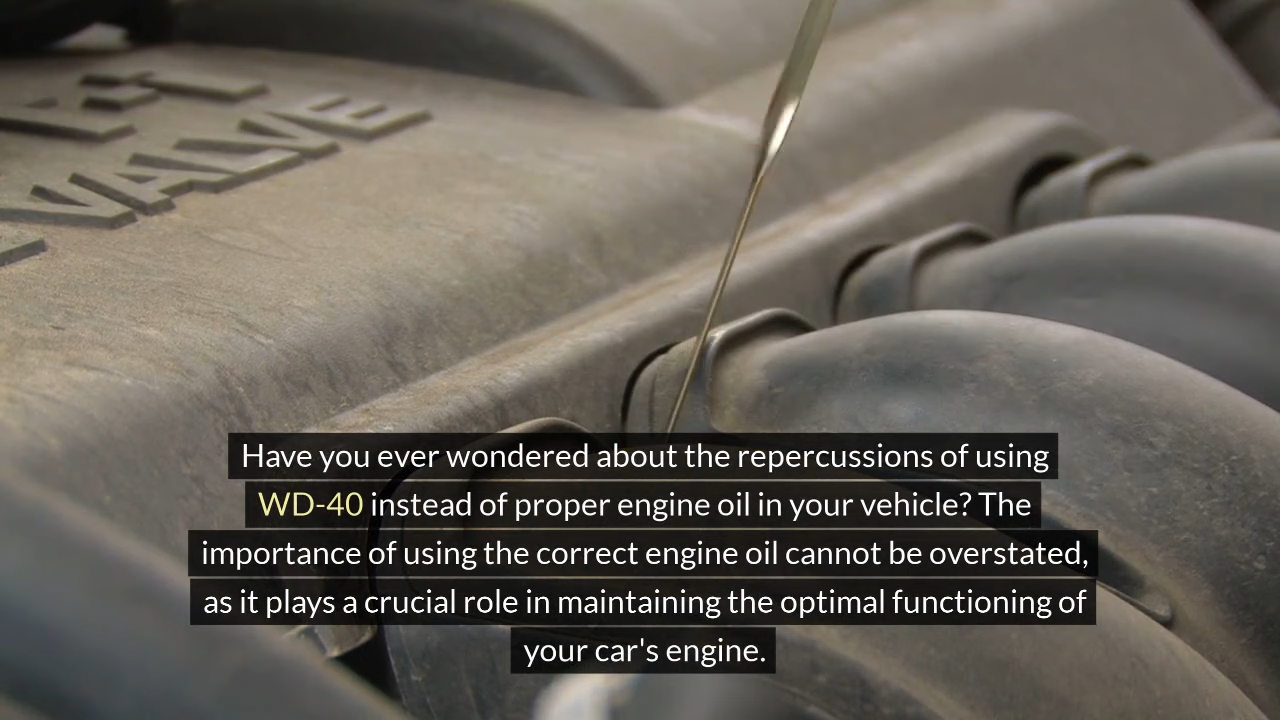 VALVE
Have you ever wondered about the repercussions of using
WD-40 instead of proper engine oil in your vehicle? The
importance of using the correct engine oil cannot be overstated,
as it plays a crucial role in maintaining the optimal functioning of
your car's engine.